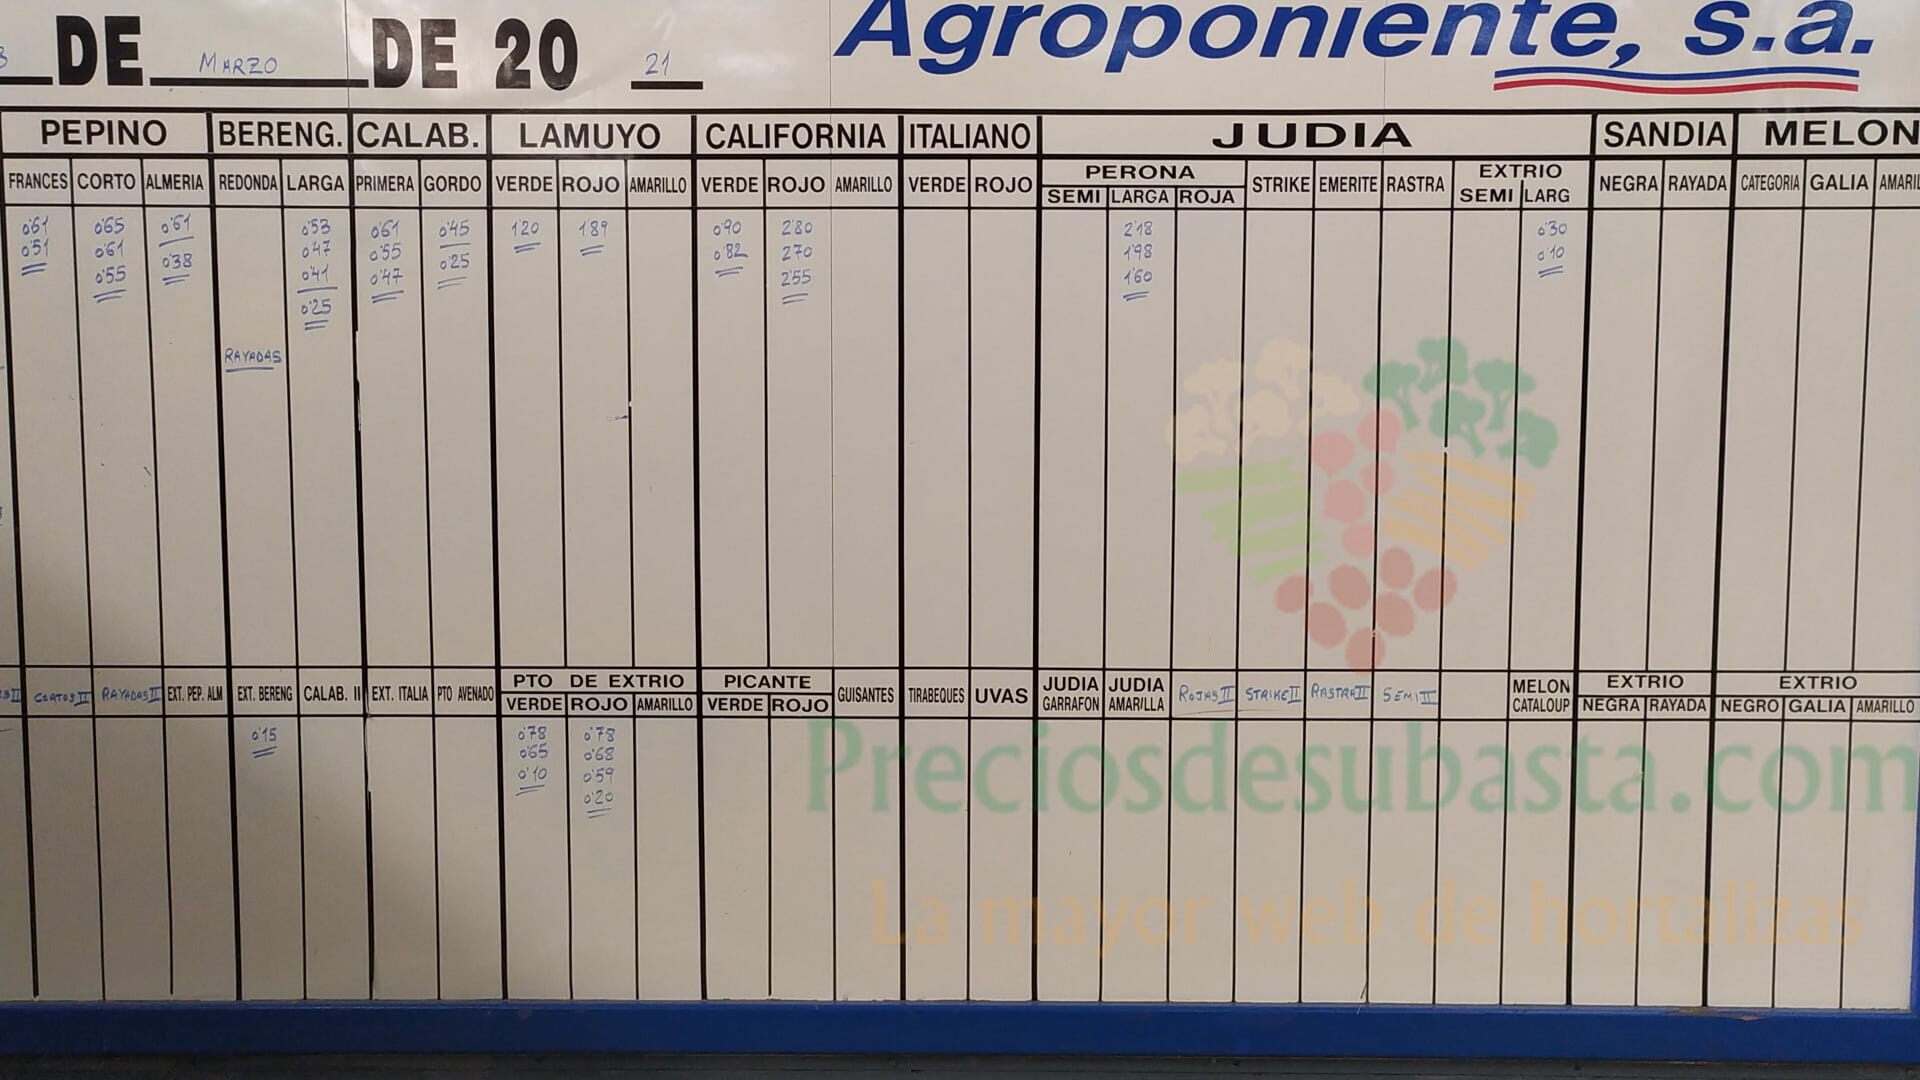 DE MARZO DE 20 21
Agroponiente, s.a.
PEPINO BERENG. CALAB. LAMUYO CALIFORNIA ITALIANO JUDIA SANDIA MELON
PERONA EXTRIO
FRANCES CORTO ALMERIA REDONDA LARGA PRIMERA GORDO VERDE ROJO AMARILLO VERDE ROJO AMARILLO VERDE ROJO SEMI LARGA ROJA STRIKE EMERITE RASTRA SEMI LARG NEGRA RAYADA CATEGORIA GALIA
0'61 0'65 0'61 0'53 0'61 0'45 1'20 1'89 0'90 2'80 2'18 0'30
0'51 0'61 0'38 0'47 0'55 0'25 0'82 2'70 1'98 0'10
0'55 0'41 0'47 2'55 1'60
0'25
RAYADAS
PTO DE EXTRIO PICANTE EXTRIO EXTRIO
CORTOS II RAYADAS II EXT. PEP. ALM EXT. BERENG CALAB. II EXT. ITALIA PTO AVENADO VERDE ROJO AMARILLO VERDE ROJO GUISANTES TIRABEQUES UVAS JUDIA GARRAFON JUDIA AMARILLA ROJAS II STRIKE II RASTRA II SEMI II MELON CATALOUP NEGRA RAYADA NEGRO GALIA AMARILLO
0'15 0'78 0'78
0'65 0'68
0'10 0'59
0'20
Preciosdesubasta.com
La mayor web de hortalizas